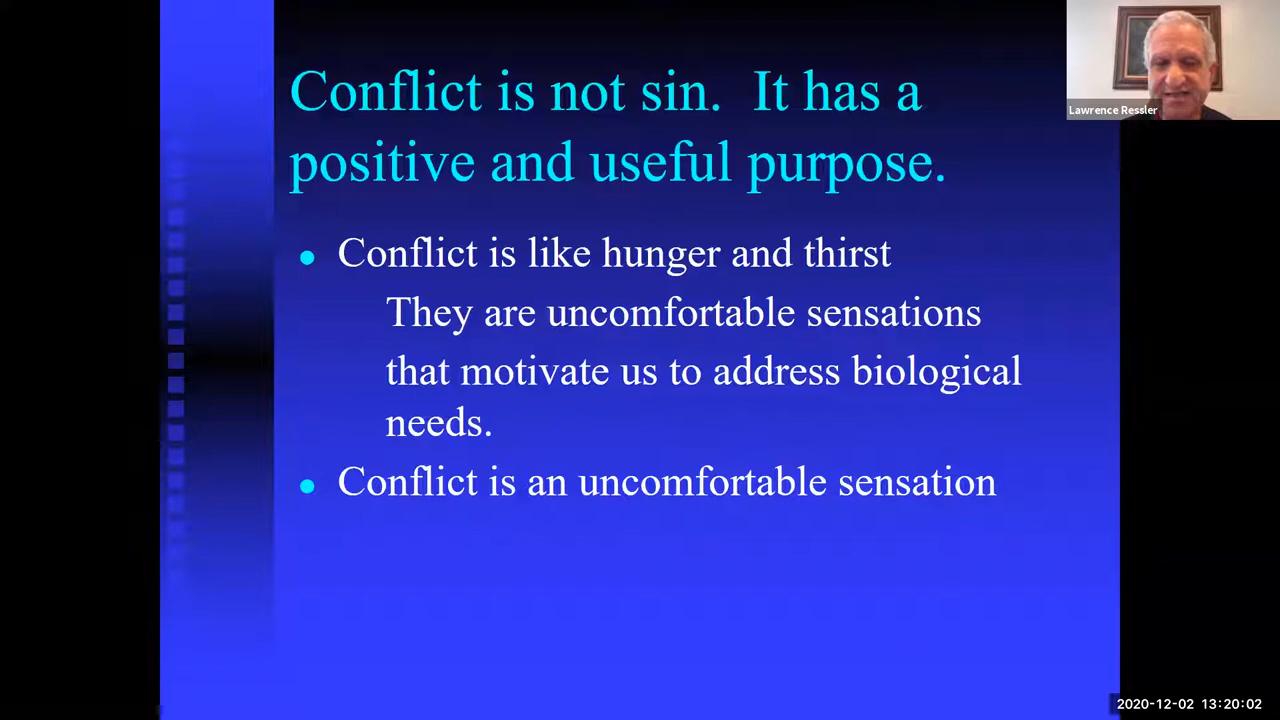 Conflict is not sin.  It has a
positive and useful purpose.
Conflict is like hunger and thirst
They are uncomfortable sensations
that motivate us to address biological
needs.
Conflict is an uncomfortable sensation
Lawrence Ressler
2020-12-02 13:20:02